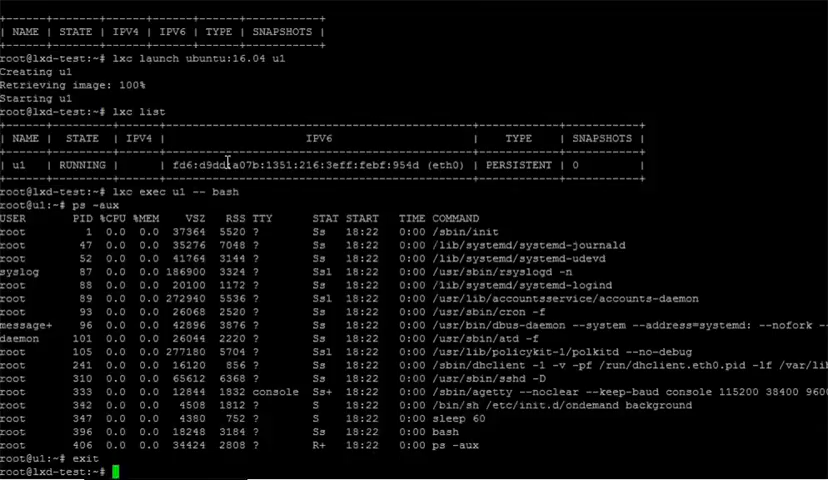 +------+-------+------+------+------+-----------+
| NAME | STATE | IPV4 | IPV6 | TYPE | SNAPSHOTS |
+------+-------+------+------+------+-----------+
root@lxd-test:~# lxc launch ubuntu:16.04 u1
Creating u1
Retrieving image: 100%
Starting u1
root@lxd-test:~# lxc list
+------+---------+------+-----------------------------------------------+------------+-----------+
| NAME | STATE | IPV4 | IPV6 | TYPE | SNAPSHOTS |
+------+---------+------+-----------------------------------------------+------------+-----------+
| u1 | RUNNING | | fd6:d9dd:a07b:1351:216:3eff:febf:954d (eth0) | PERSISTENT | 0 |
+------+---------+------+-----------------------------------------------+------------+-----------+
root@lxd-test:~# lxc exec u1 -- bash
root@u1:~# ps -aux
USER PID %CPU %MEM VSZ RSS TTY STAT START TIME COMMAND
root 1 0.0 0.0 37364 5520 ? Ss 18:22 0:00 /sbin/init
root 47 0.0 0.0 35276 7048 ? Ss 18:22 0:00 /lib/systemd/systemd-journald
root 52 0.0 0.0 41764 3144 ? Ss 18:22 0:00 /lib/systemd/systemd-udevd
syslog 87 0.0 0.0 186900 3324 ? Ssl 18:22 0:00 /usr/sbin/rsyslogd -n
root 88 0.0 0.0 20100 1172 ? Ss 18:22 0:00 /lib/systemd/systemd-logind
root 89 0.0 0.0 272940 5536 ? Ssl 18:22 0:00 /usr/lib/accountsservice/accounts-daemon
root 93 0.0 0.0 26068 2520 ? Ss 18:22 0:00 /usr/sbin/cron -f
message+ 96 0.0 0.0 42896 3876 ? Ss 18:22 0:00 /usr/bin/dbus-daemon --system --address=systemd: --nofork --
daemon 101 0.0 0.0 26044 2220 ? Ss 18:22 0:00 /usr/sbin/atd -f
root 105 0.0 0.0 277180 5704 ? Ssl 18:22 0:00 /usr/lib/policykit-1/polkitd --no-debug
root 241 0.0 0.0 16120 856 ? Ss 18:22 0:00 /sbin/dhclient -1 -v -pf /run/dhclient.eth0.pid -lf /var/lib
root 310 0.0 0.0 65612 6368 ? Ss 18:22 0:00 /usr/sbin/sshd -D
root 333 0.0 0.0 12844 1832 console Ss+ 18:22 0:00 /sbin/agetty --noclear --keep-baud console 115200 38400 9600
root 342 0.0 0.0 4508 1812 ? S 18:22 0:00 /bin/sh /etc/init.d/ondemand background
root 347 0.0 0.0 4380 752 ? S 18:22 0:00 sleep 60
root 396 0.0 0.0 18248 3184 ? Ss 18:22 0:00 bash
root 406 0.0 0.0 34424 2808 ? R+ 18:22 0:00 ps -aux
root@u1:~# exit
root@lxd-test:~#